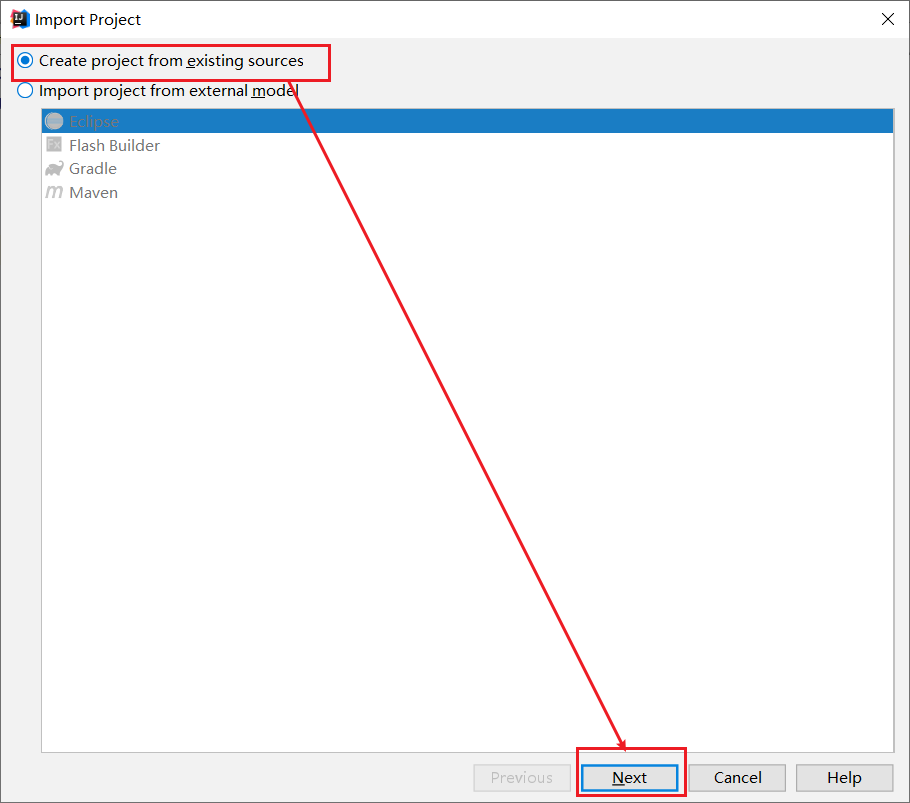 Import Project
Create project from existing sources
Import project from external model
Eclipse
Flash Builder
Gradle
Maven
Previous Next Cancel Help